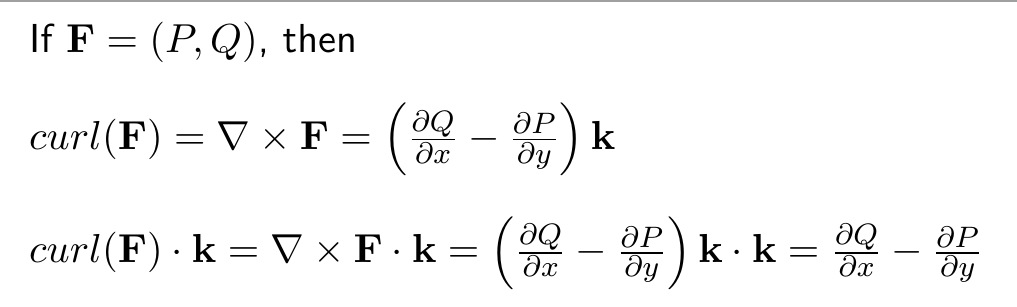 If F = (P, Q), then
curl(F) = ∇ × F = (∂Q/∂x − ∂P/∂y) k
curl(F) · k = ∇ × F · k = (∂Q/∂x − ∂P/∂y) k · k = ∂Q/∂x − ∂P/∂y